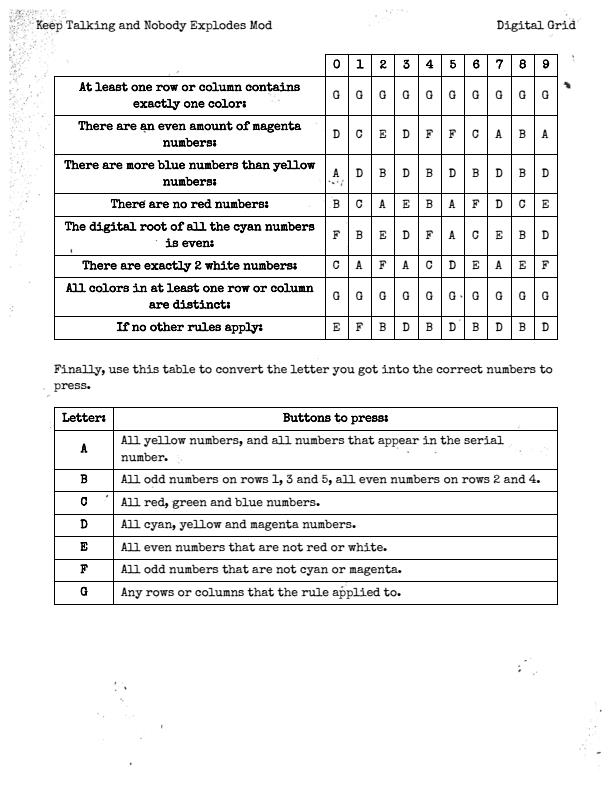 Keep Talking and Nobody Explodes Mod Digital Grid
0 1 2 3 4 5 6 7 8 9
At least one row or column contains
exactly one color: G G G G G G G G G G
There are an even amount of magenta
numbers: D C E D F F C A B A
There are more blue numbers than yellow
numbers: A D B D B D B D B D
There are no red numbers: B C A E B A F D C E
The digital root of all the cyan numbers
is even: F B E D F A C E B D
There are exactly 2 white numbers: C A F A C D E A E F
All colors in at least one row or column
are distinct: G G G G G G G G G G
If no other rules apply: E F B D B D B D B D
Finally, use this table to convert the letter you got into the correct numbers to
press.
Letter: Buttons to press:
A All yellow numbers, and all numbers that appear in the serial
number.
B All odd numbers on rows 1, 3 and 5, all even numbers on rows 2 and 4.
C All red, green and blue numbers.
D All cyan, yellow and magenta numbers.
E All even numbers that are not red or white.
F All odd numbers that are not cyan or magenta.
G Any rows or columns that the rule applied to.